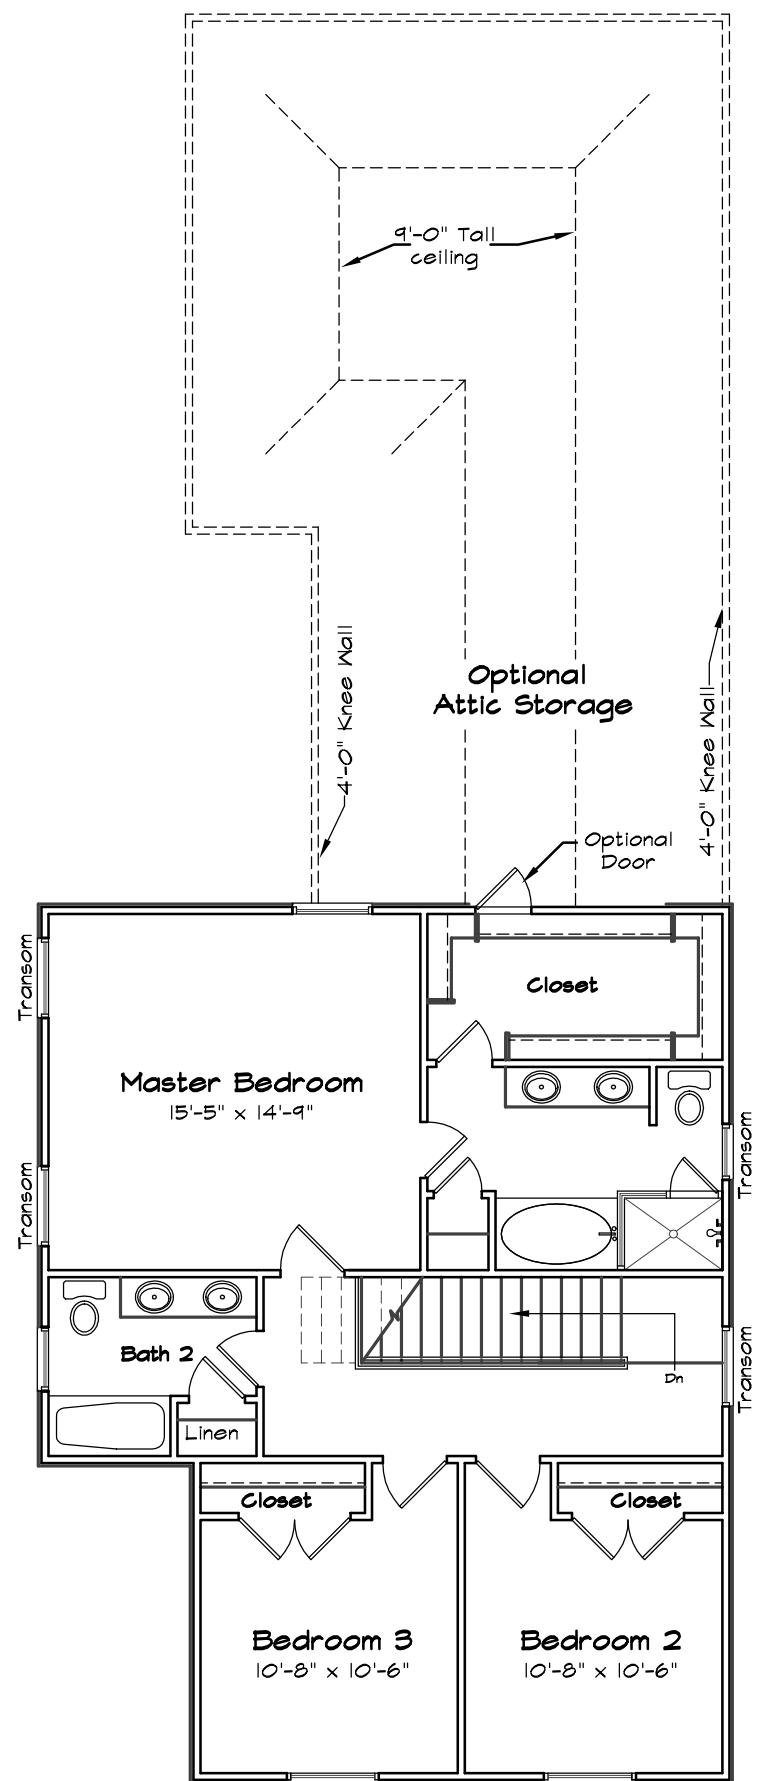 9'-0" Tall
ceiling
4'-0" Knee Wall
Optional
Attic Storage
4'-0" Knee Wall
Optional
Door
Transom
Closet
Master Bedroom
15'-5" x 14'-9"
Transom
Transom
Bath 2
Transom
Dn
Linen
Closet
Closet
Bedroom 3
10'-8" x 10'-6"
Bedroom 2
10'-8" x 10'-6"